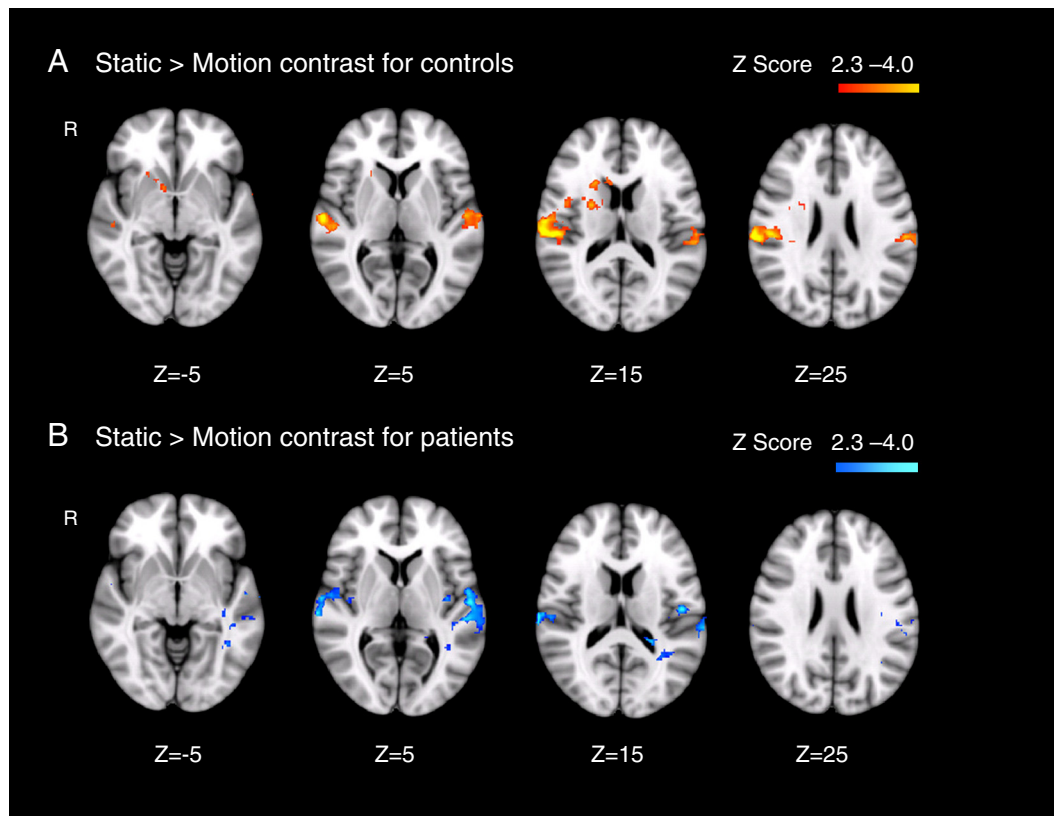 A Static > Motion contrast for controls
Z Score 2.3 –4.0
R
Z=-5 Z=5 Z=15 Z=25
B Static > Motion contrast for patients
Z Score 2.3 –4.0
R
Z=-5 Z=5 Z=15 Z=25